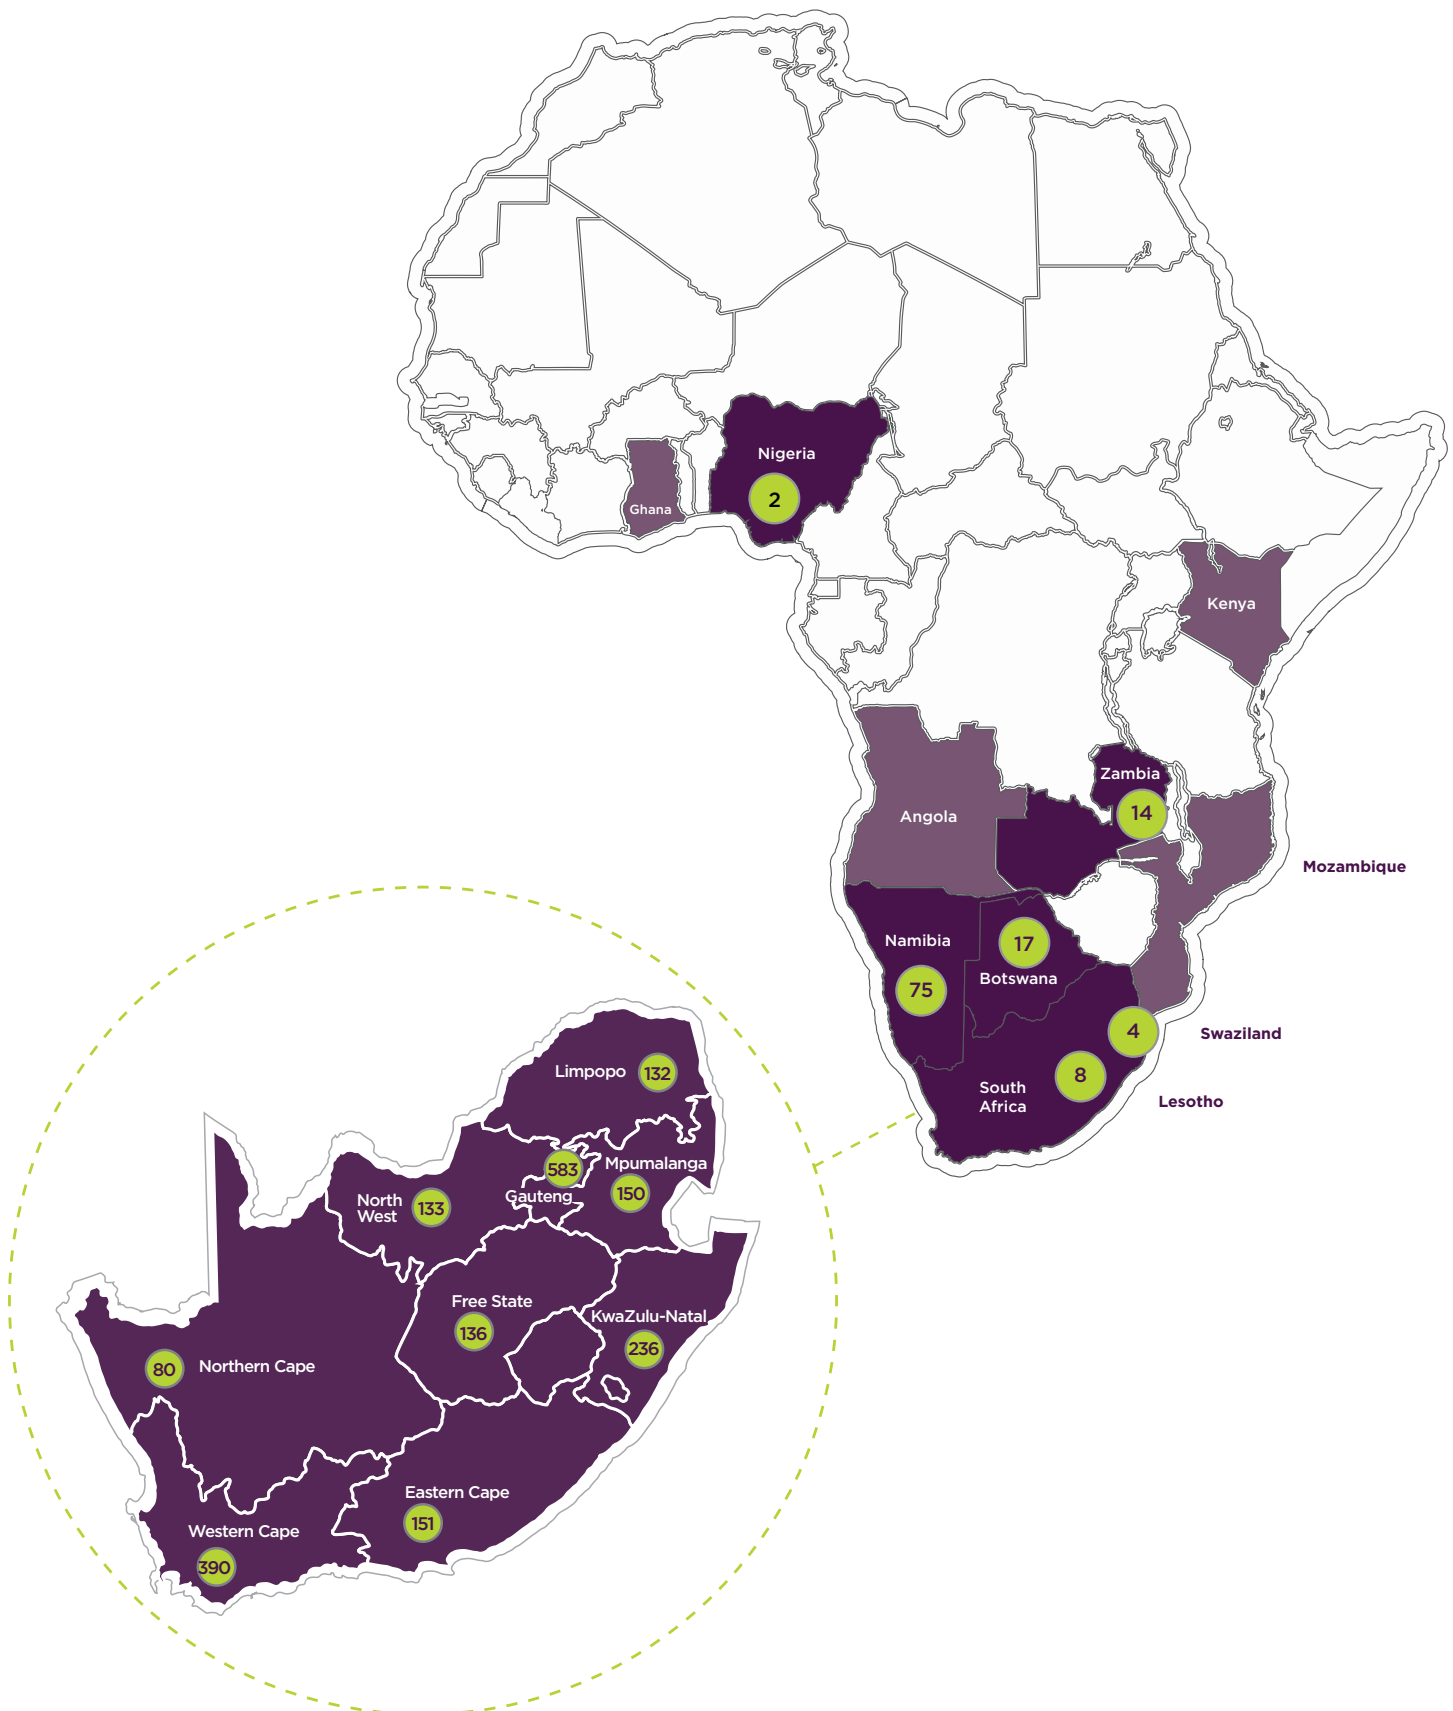 Nigeria
2
Ghana
Kenya
Zambia
14
Angola
Mozambique
Namibia
17
Botswana
75
4
Swaziland
8
South
Africa
Lesotho
Limpopo
132
583
Mpumalanga
150
Gauteng
North
West
133
Free State
136
KwaZulu-Natal
236
80
Northern Cape
Eastern Cape
151
Western Cape
390